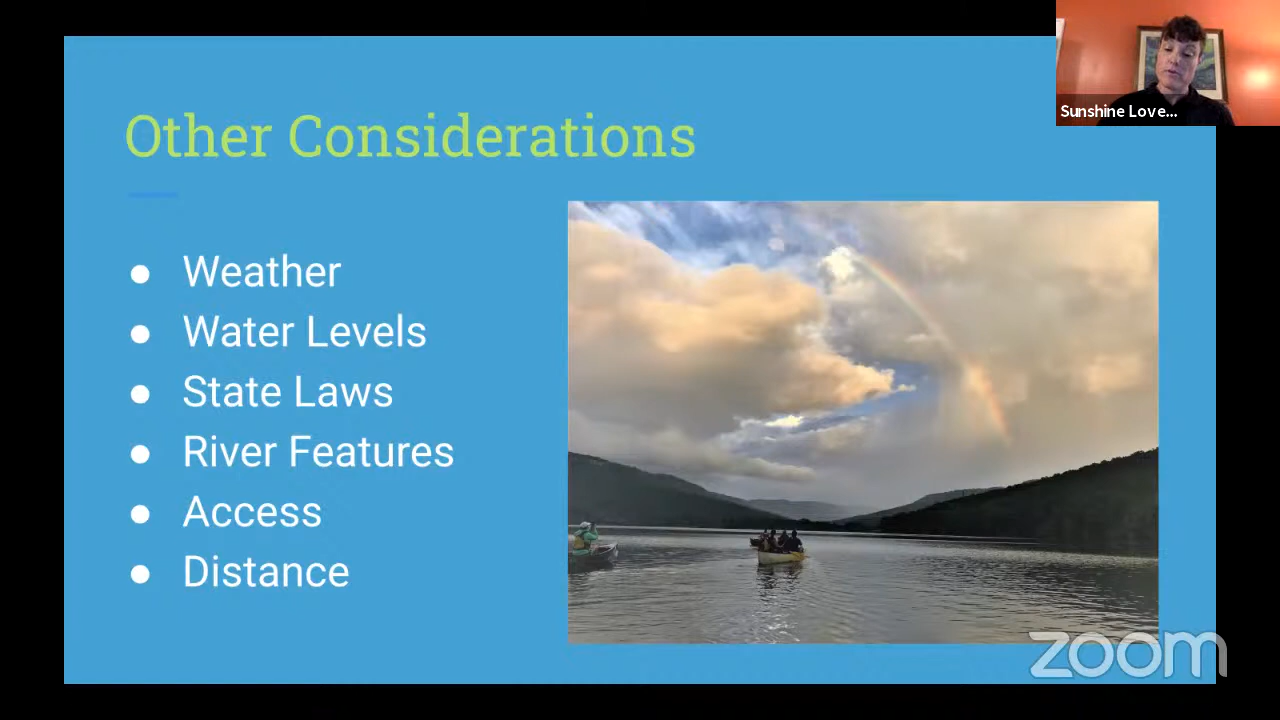 Other Considerations
Sunshine Love...
● Weather
● Water Levels
● State Laws
● River Features
● Access
● Distance
zoom